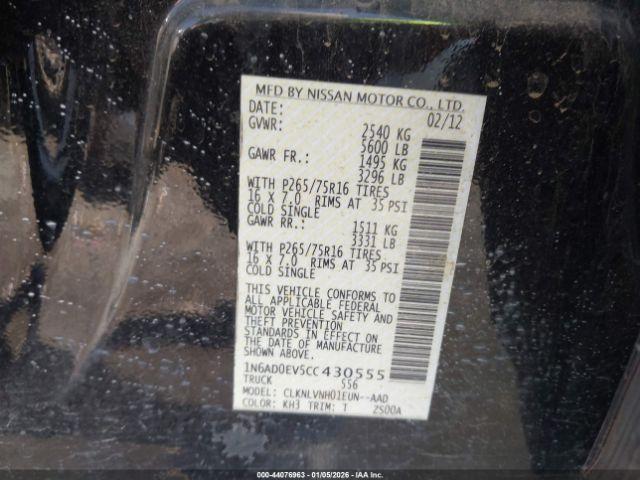 MFD BY NISSAN MOTOR CO., LTD.
DATE: 02/12
GVWR: 2540 KG
5600 LB
GAWR FR.: 1495 KG
3296 LB
WITH P265/75R16 TIRES
16 X 7.0 RIMS AT 35 PSI
COLD SINGLE
GAWR RR.: 1511 KG
3331 LB
WITH P265/75R16 TIRES
16 X 7.0 RIMS AT 35 PSI
COLD SINGLE
THIS VEHICLE CONFORMS TO
ALL APPLICABLE FEDERAL
MOTOR VEHICLE SAFETY AND
THEFT PREVENTION
STANDARDS IN EFFECT ON
THE DATE OF MANUFACTURE
SHOWN ABOVE
1N6AD0EV5CC430555
TRUCK 556
MODEL: CLKNLVNH01EUN--AAD
COLOR: KH3 TRIM: T 2S00A
000-44076963 | 01/05/2026 | IAA Inc.